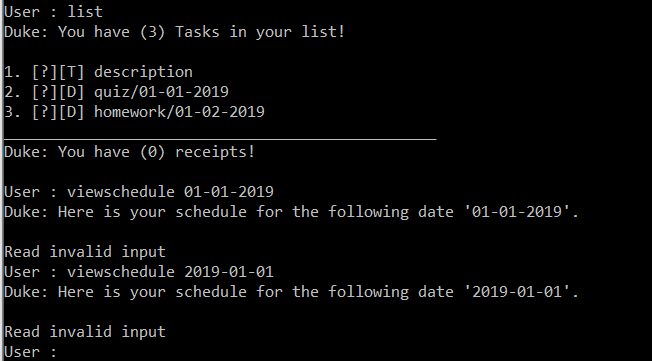 User : list
Duke: You have (3) Tasks in your list!
1. [?][T] description
2. [?][D] quiz/01-01-2019
3. [?][D] homework/01-02-2019
________________________________________________
Duke: You have (0) receipts!
User : viewschedule 01-01-2019
Duke: Here is your schedule for the following date '01-01-2019'.
Read invalid input
User : viewschedule 2019-01-01
Duke: Here is your schedule for the following date '2019-01-01'.
Read invalid input
User :